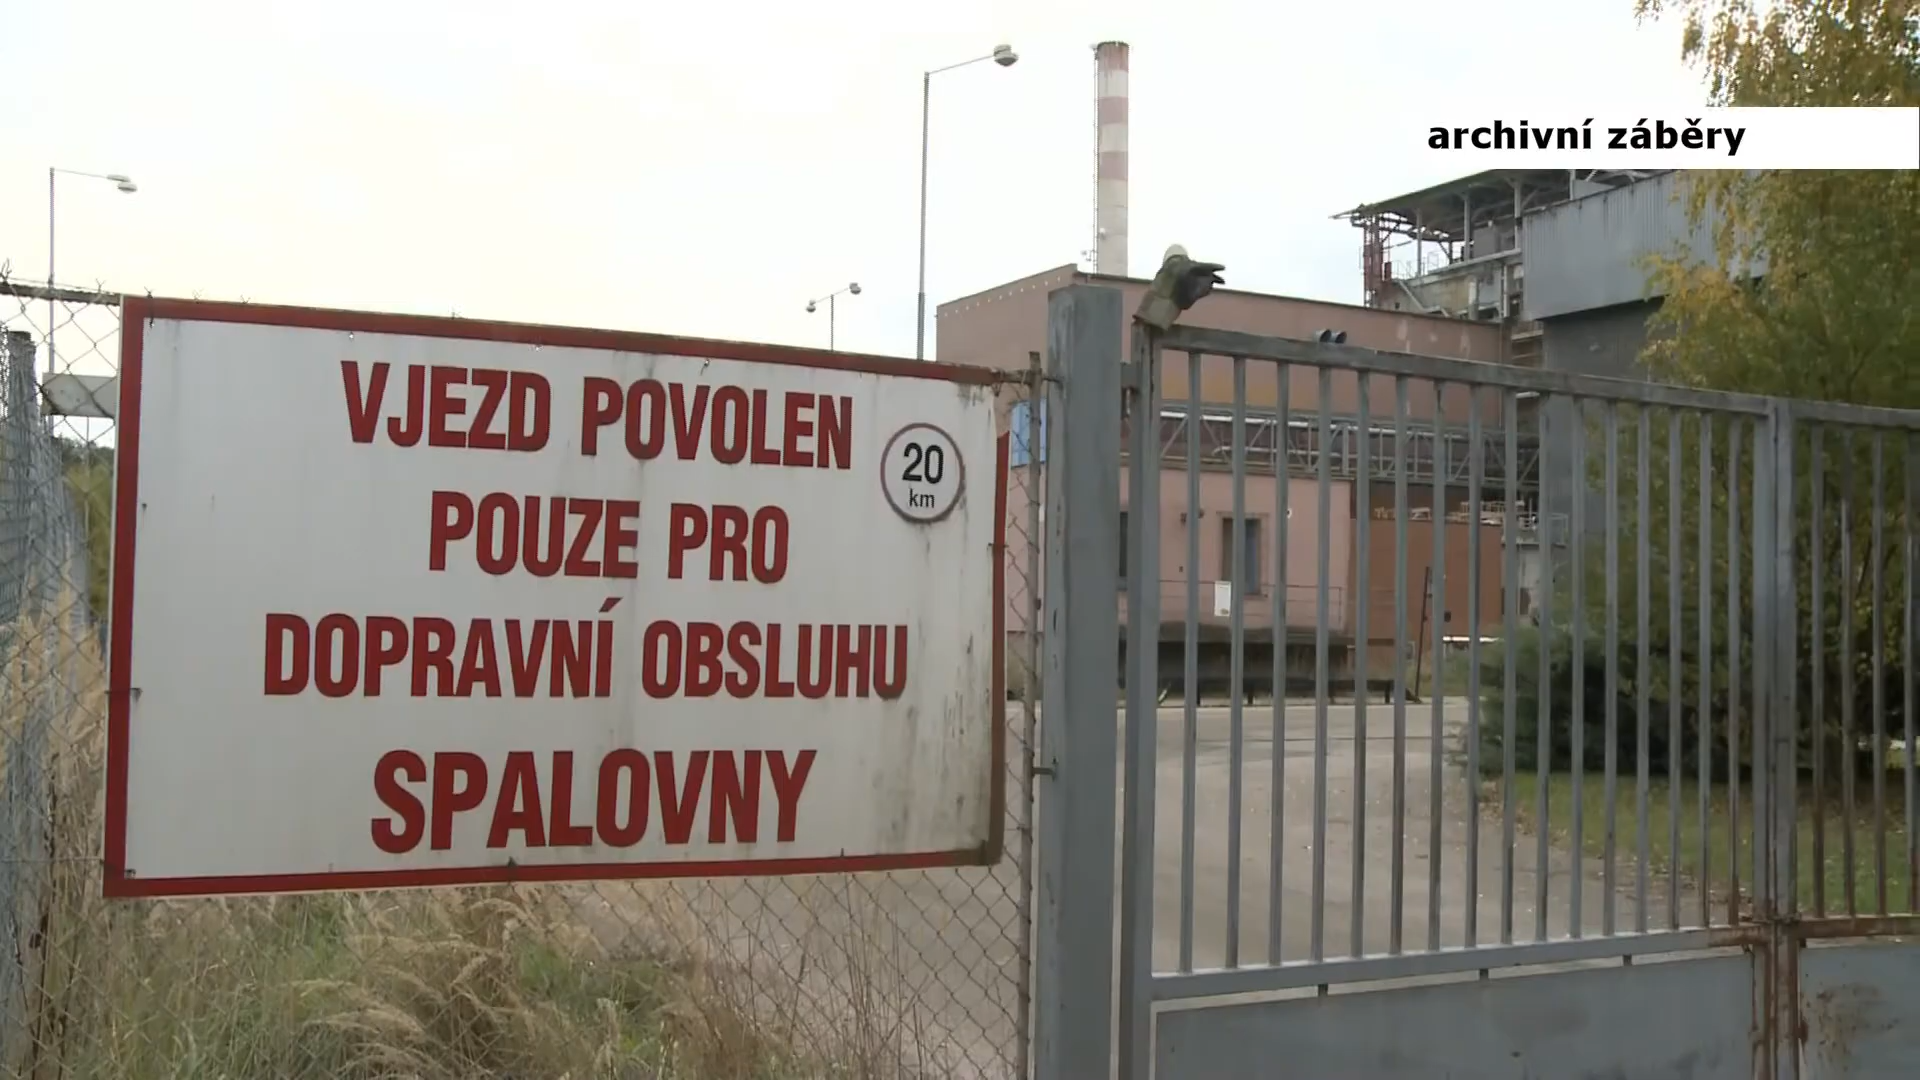 archivní záběry
VJEZD POVOLEN
20
km
POUZE PRO
DOPRAVNÍ OBSLUHU
SPALOVNY